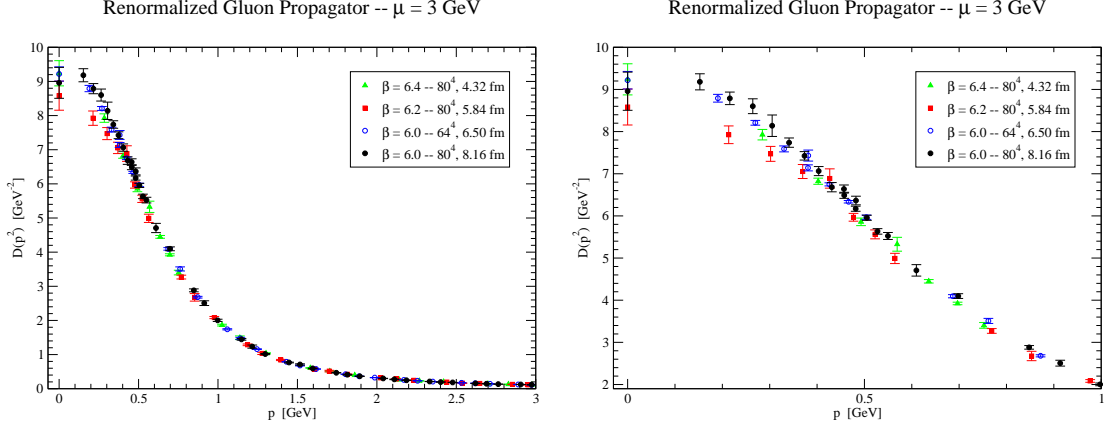 Renormalized Gluon Propagator -- μ = 3 GeV
10
9
8
7
6
5
4
3
2
1
0
D(p²) [GeV⁻²]
β = 6.4 -- 80⁴, 4.32 fm
β = 6.2 -- 80⁴, 5.84 fm
β = 6.0 -- 64⁴, 6.50 fm
β = 6.0 -- 80⁴, 8.16 fm
0 0.5 1 1.5 2 2.5 3
p [GeV]
Renormalized Gluon Propagator -- μ = 3 GeV
10
9
8
7
6
5
4
3
2
D(p²) [GeV⁻²]
β = 6.4 -- 80⁴, 4.32 fm
β = 6.2 -- 80⁴, 5.84 fm
β = 6.0 -- 64⁴, 6.50 fm
β = 6.0 -- 80⁴, 8.16 fm
0 0.5 1
p [GeV]